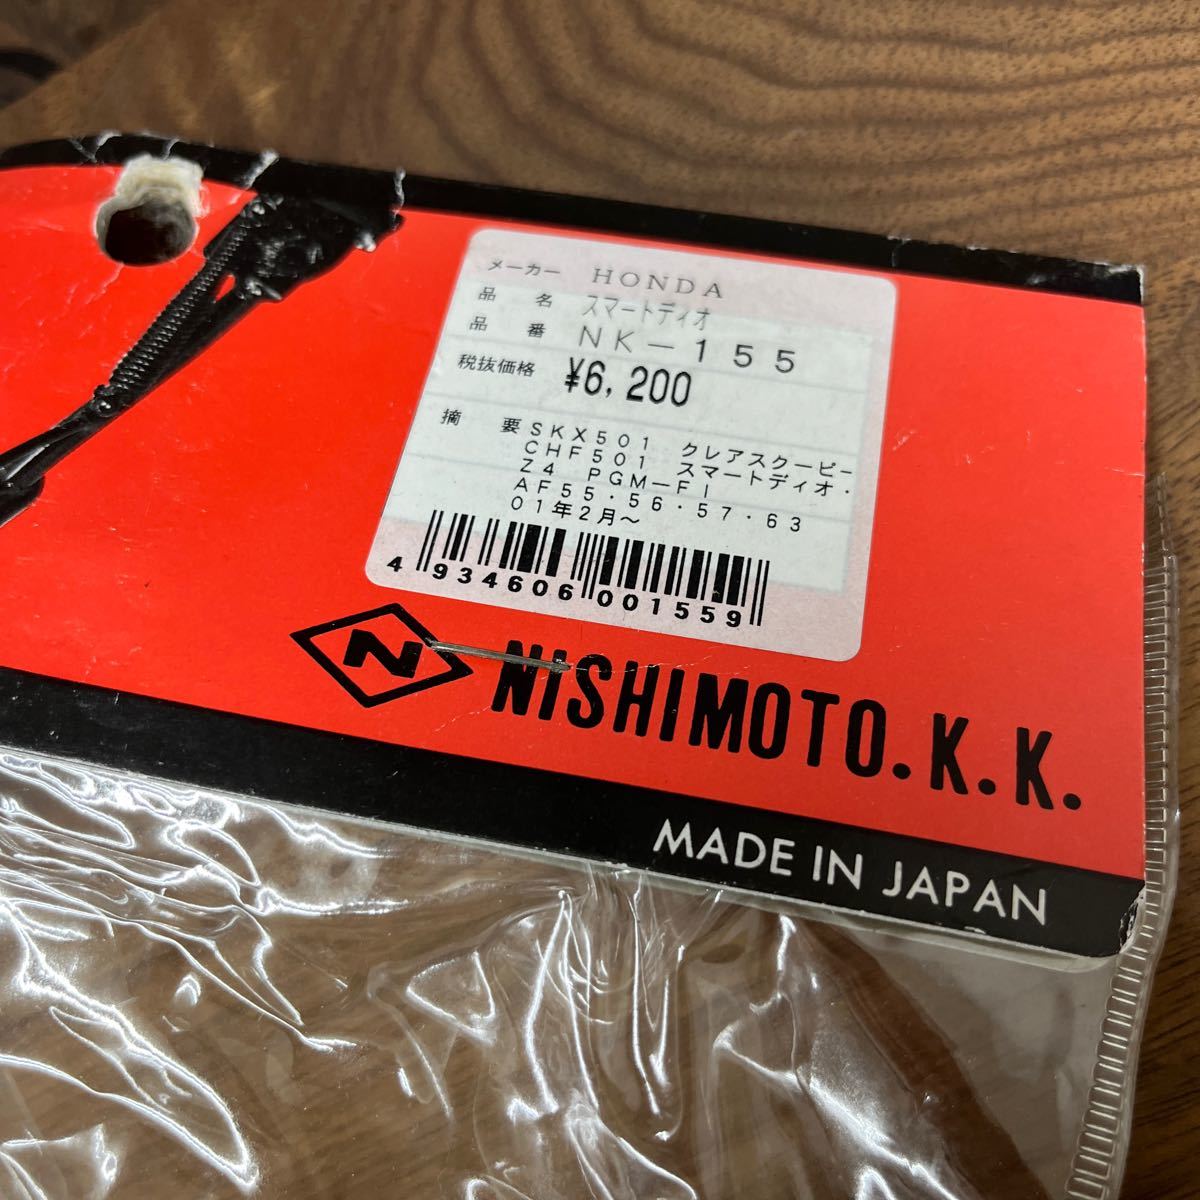 メーカー HONDA
品名 スマートディオ
品番 NK-155
税抜価格 ¥6,200
摘要 SKX501 クレアスクーピー
CHF501 スマートディオ・
Z4 PGM-FI
AF55・56・57・63
01年2月～
4 934606 001559
N NISHIMOTO.K.K.
MADE IN JAPAN